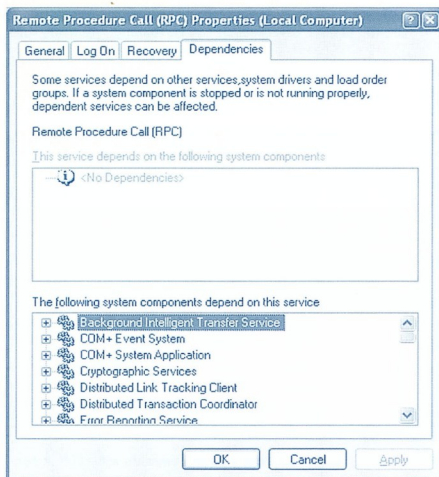 Remote Procedure Call (RPC) Properties (Local Computer)
General Log On Recovery Dependencies
Some services depend on other services,system drivers and load order
groups. If a system component is stopped or is not running properly,
dependent services can be affected.
Remote Procedure Call (RPC)
This service depends on the following system components
<No Dependencies>
The following system components depend on this service
Background Intelligent Transfer Service
COM+ Event System
COM+ System Application
Cryptographic Services
Distributed Link Tracking Client
Distributed Transaction Coordinator
Error Reporting Service
OK Cancel Apply